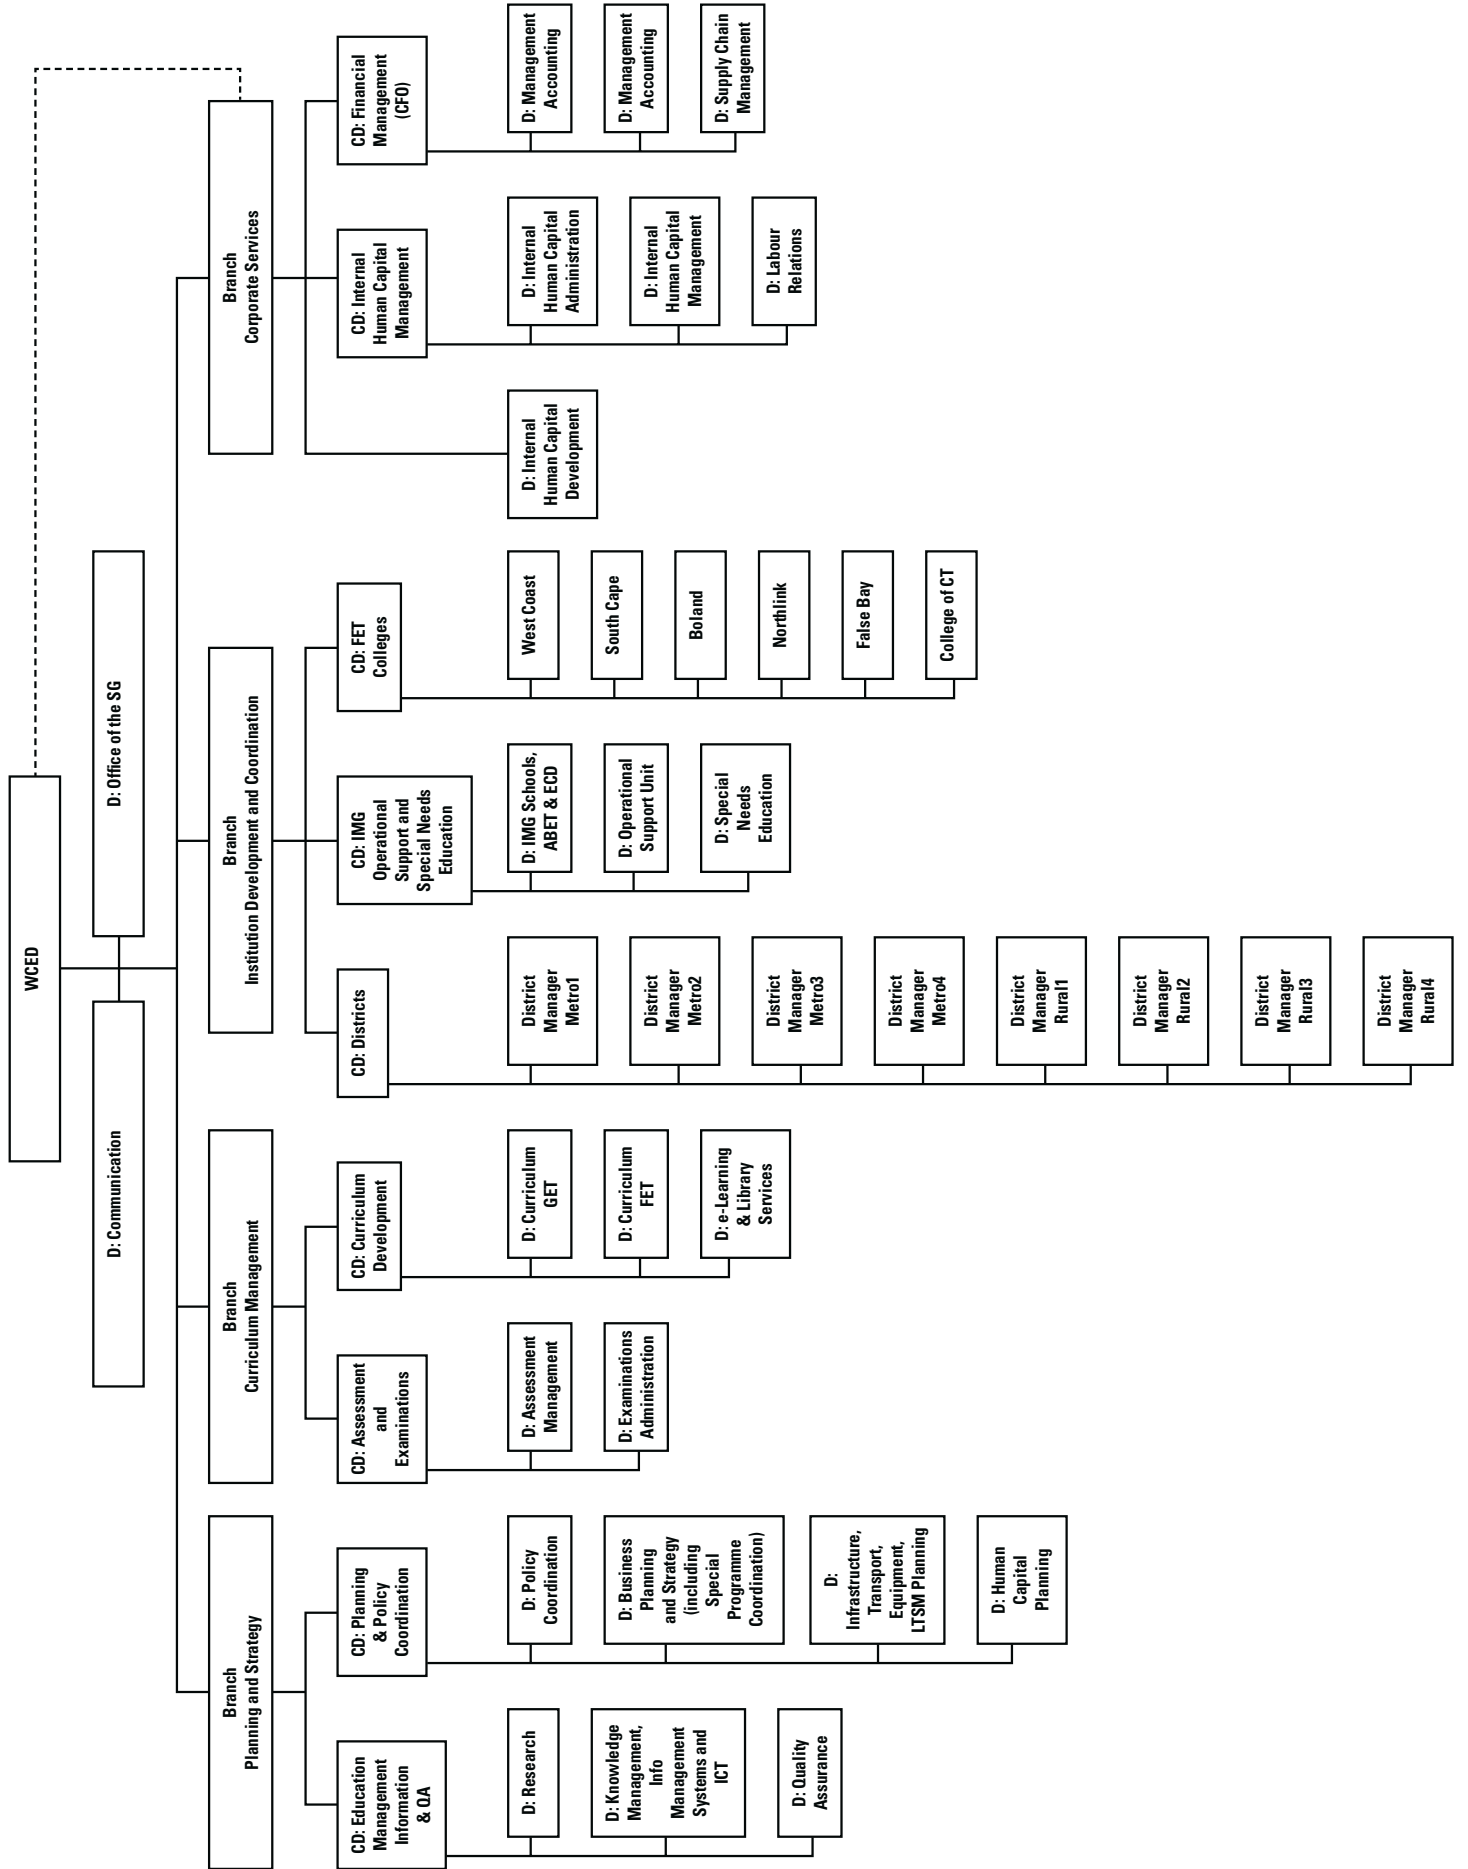 WCED
D: Communication
D: Office of the SG
Branch
Planning and Strategy
CD: Education
Management
Information
& QA
D: Research
D: Knowledge
Management,
Info
Management
Systems and
ICT
D: Quality
Assurance
CD: Planning
& Policy
Coordination
D: Policy
Coordination
D: Business
Planning
and Strategy
(including
Special
Programme
Coordination)
D:
Infrastructure,
Transport,
Equipment,
LTSM Planning
D: Human
Capital
Planning
Branch
Curriculum Management
CD: Assessment
and
Examinations
D: Assessment
Management
D: Examinations
Administration
CD: Curriculum
Development
D: Curriculum
GET
D: Curriculum
FET
D: e-Learning
& Library
Services
Branch
Institution Development and Coordination
CD: Districts
District
Manager
Metro1
District
Manager
Metro2
District
Manager
Metro3
District
Manager
Metro4
District
Manager
Rural1
District
Manager
Rural2
District
Manager
Rural3
District
Manager
Rural4
CD: IMG
Operational
Support and
Special Needs
Education
D: IMG Schools,
ABET & ECD
D: Operational
Support Unit
D: Special
Needs
Education
CD: FET
Colleges
West Coast
South Cape
Boland
Northlink
False Bay
College of CT
Branch
Corporate Services
D: Internal
Human Capital
Development
CD: Internal
Human Capital
Management
D: Internal
Human Capital
Administration
D: Internal
Human Capital
Management
D: Labour
Relations
CD: Financial
Management
(CFO)
D: Management
Accounting
D: Management
Accounting
D: Supply Chain
Management